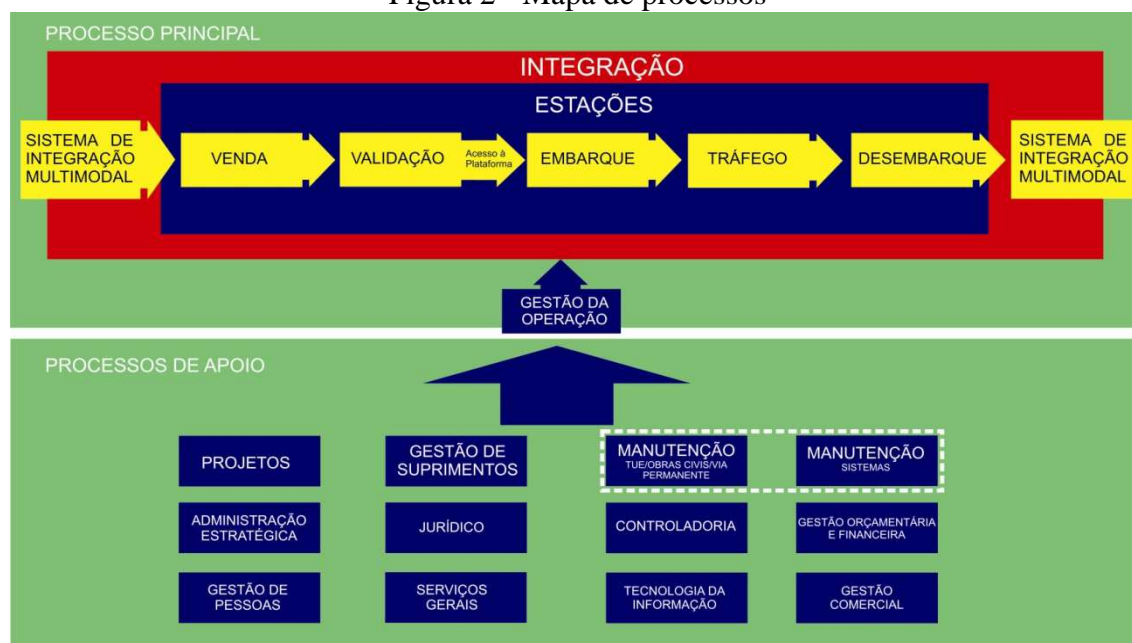 Figura 2 - Mapa de processos
PROCESSO PRINCIPAL
INTEGRAÇÃO
ESTAÇÕES
SISTEMA DE
INTEGRAÇÃO
MULTIMODAL
VENDA
VALIDAÇÃO
Acesso à
Plataforma
EMBARQUE
TRÁFEGO
DESEMBARQUE
SISTEMA DE
INTEGRAÇÃO
MULTIMODAL
GESTÃO DA
OPERAÇÃO
PROCESSOS DE APOIO
PROJETOS
GESTÃO DE
SUPRIMENTOS
MANUTENÇÃO
TUE/OBRAS CIVIS/VIA
PERMANENTE
MANUTENÇÃO
SISTEMAS
ADMINISTRAÇÃO
ESTRATÉGICA
JURÍDICO
CONTROLADORIA
GESTÃO ORÇAMENTÁRIA
E FINANCEIRA
GESTÃO DE
PESSOAS
SERVIÇOS
GERAIS
TECNOLOGIA DA
INFORMAÇÃO
GESTÃO
COMERCIAL